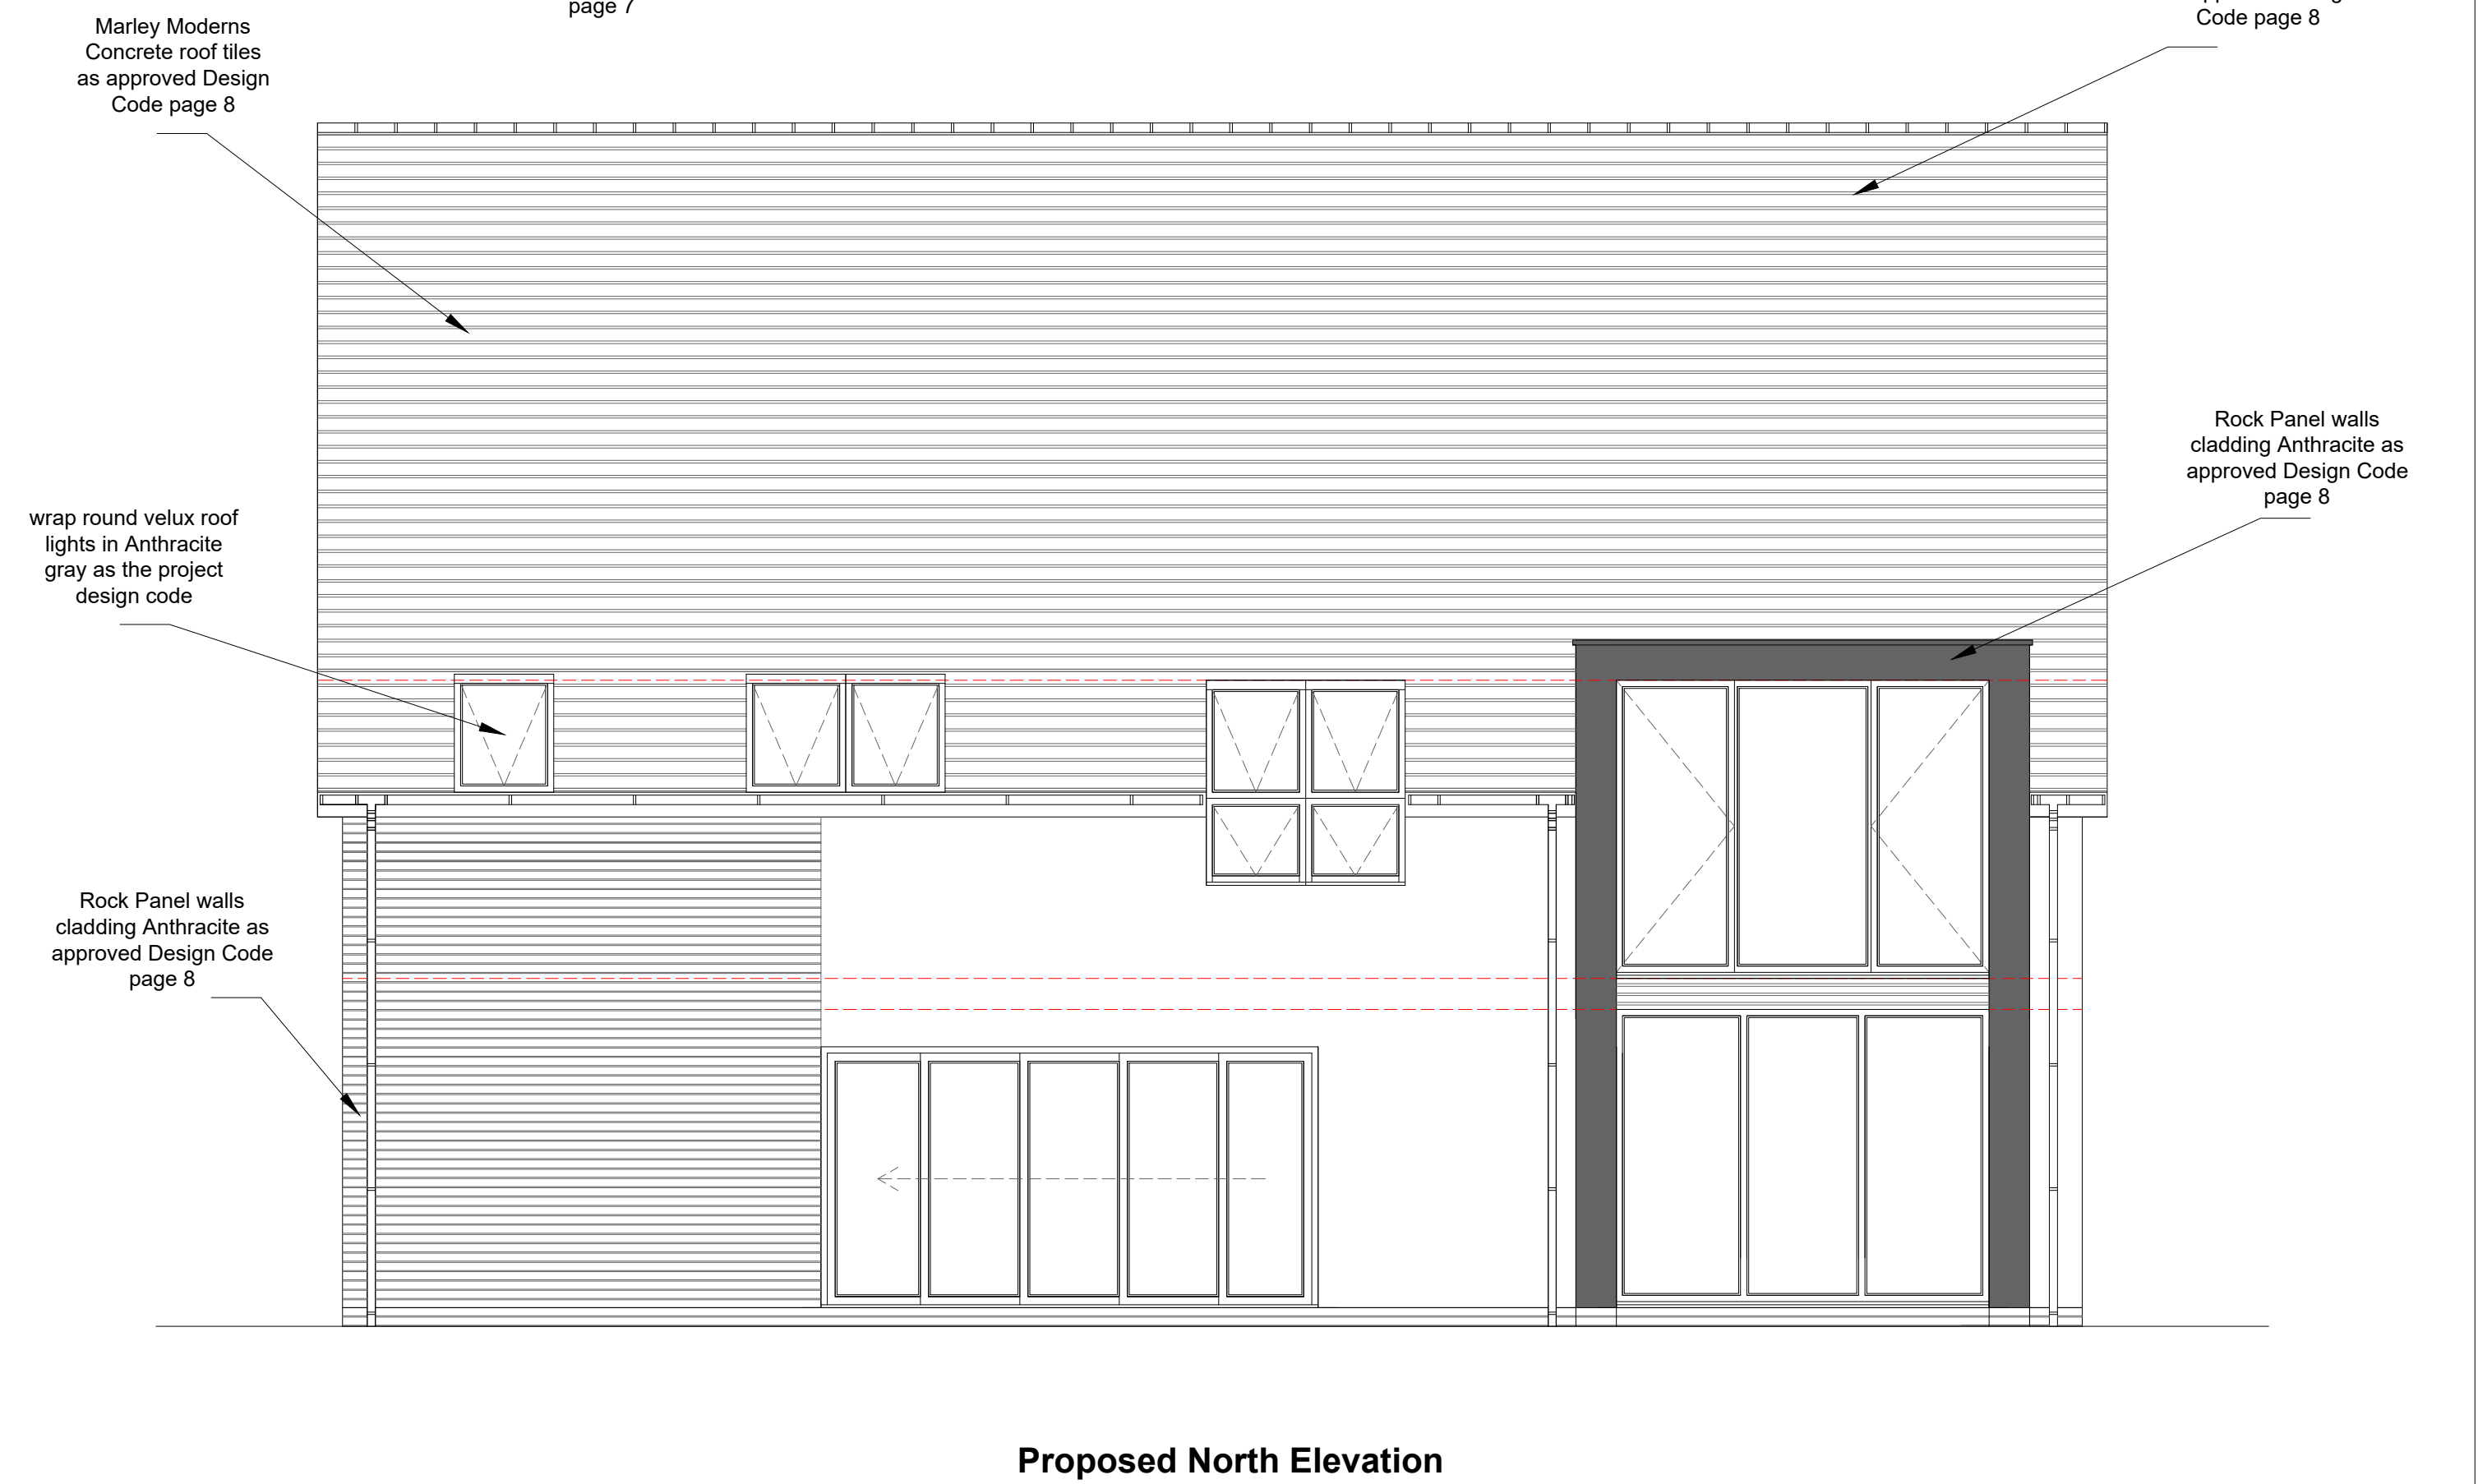 page 7
Marley Moderns
Concrete roof tiles
as approved Design
Code page 8
Code page 8
Rock Panel walls
cladding Anthracite as
approved Design Code
page 8
wrap round velux roof
lights in Anthracite
gray as the project
design code
Rock Panel walls
cladding Anthracite as
approved Design Code
page 8
Proposed North Elevation